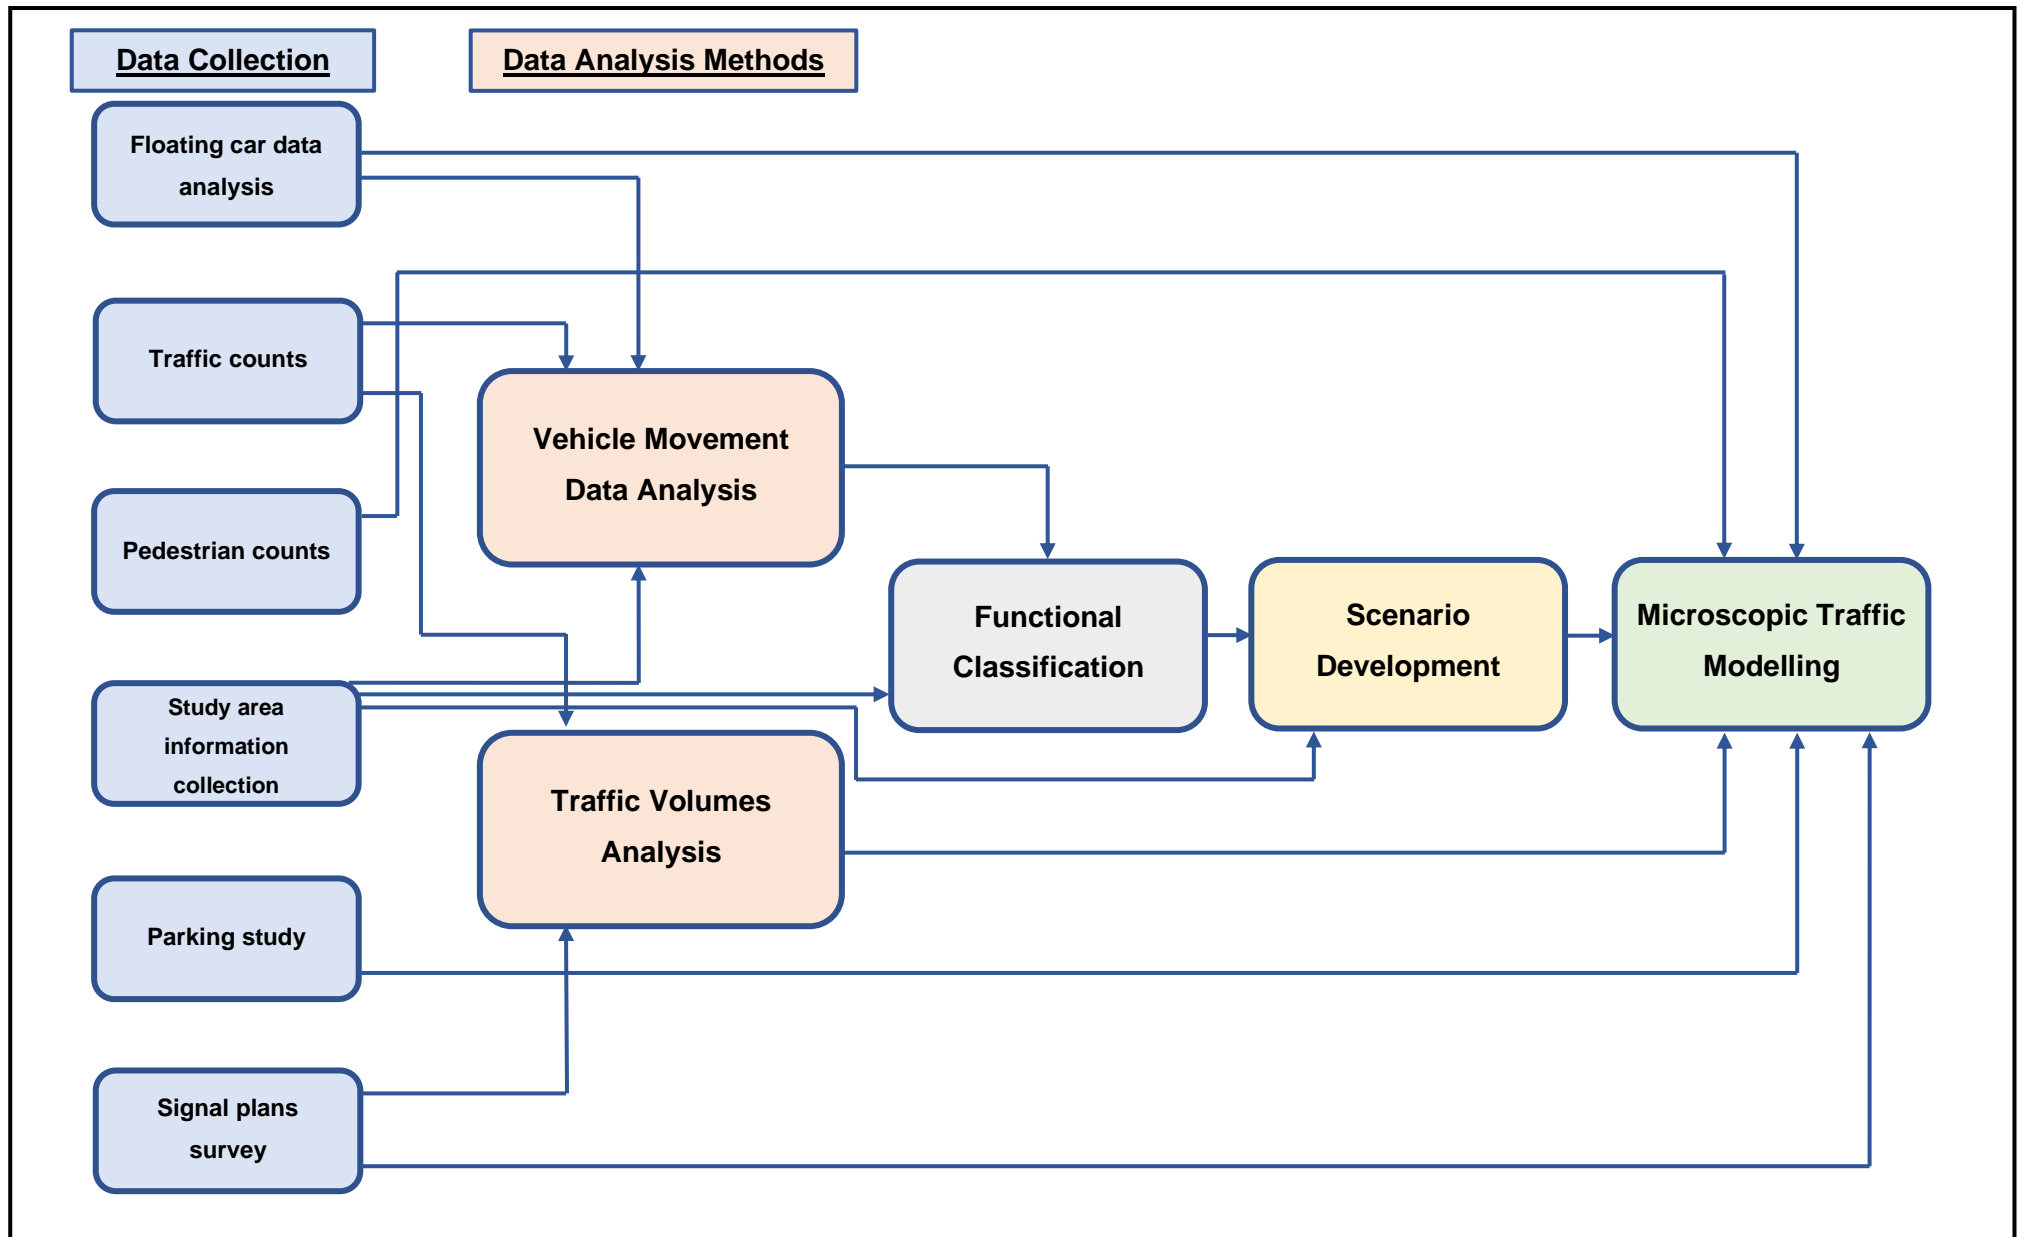 Data Collection
Data Analysis Methods
Floating car data
analysis
Traffic counts
Pedestrian counts
Study area
information
collection
Parking study
Signal plans
survey
Vehicle Movement
Data Analysis
Traffic Volumes
Analysis
Functional
Classification
Scenario
Development
Microscopic Traffic
Modelling